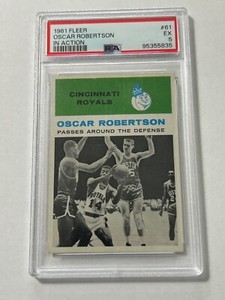 1961 FLEER #61
OSCAR ROBERTSON EX
IN ACTION 5
PSA 95355835
CINCINNATI
ROYALS
OSCAR ROBERTSON
PASSES AROUND THE DEFENSE
14